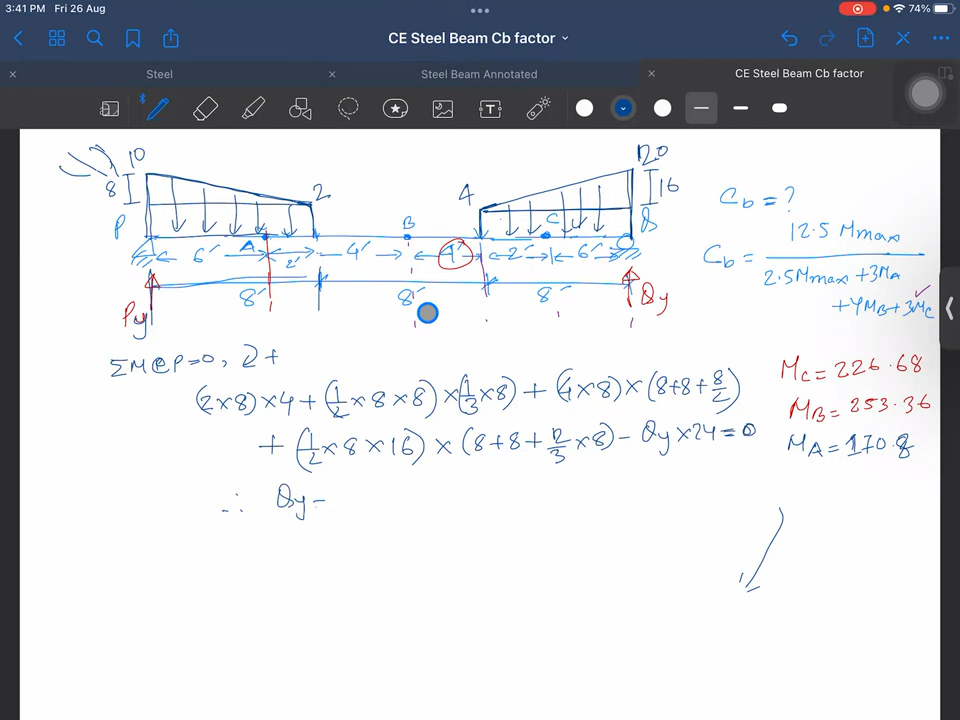 3:41 PM Fri 26 Aug
74%
CE Steel Beam Cb factor
Steel
Steel Beam Annotated
CE Steel Beam Cb factor
10
8
2
P
A
B
4
C
20
16
Q
6′
2′
4′
4′
2′
6′
8′
8′
8′
Py
Qy
Cb = ?
Cb = 12.5 Mmax
2.5Mmax + 3MA
+ 4MB + 3MC
MC = 226.68
MB = 253.36
MA = 170.8
ΣM@P=0,
(2×8)×4 + (1/2×8×8)×(1/3×8) + (4×8)×(8+8+8/2)
+ (1/2×8×16)×(8+8+2/3×8) − Qy×24=0
∴ Qy=